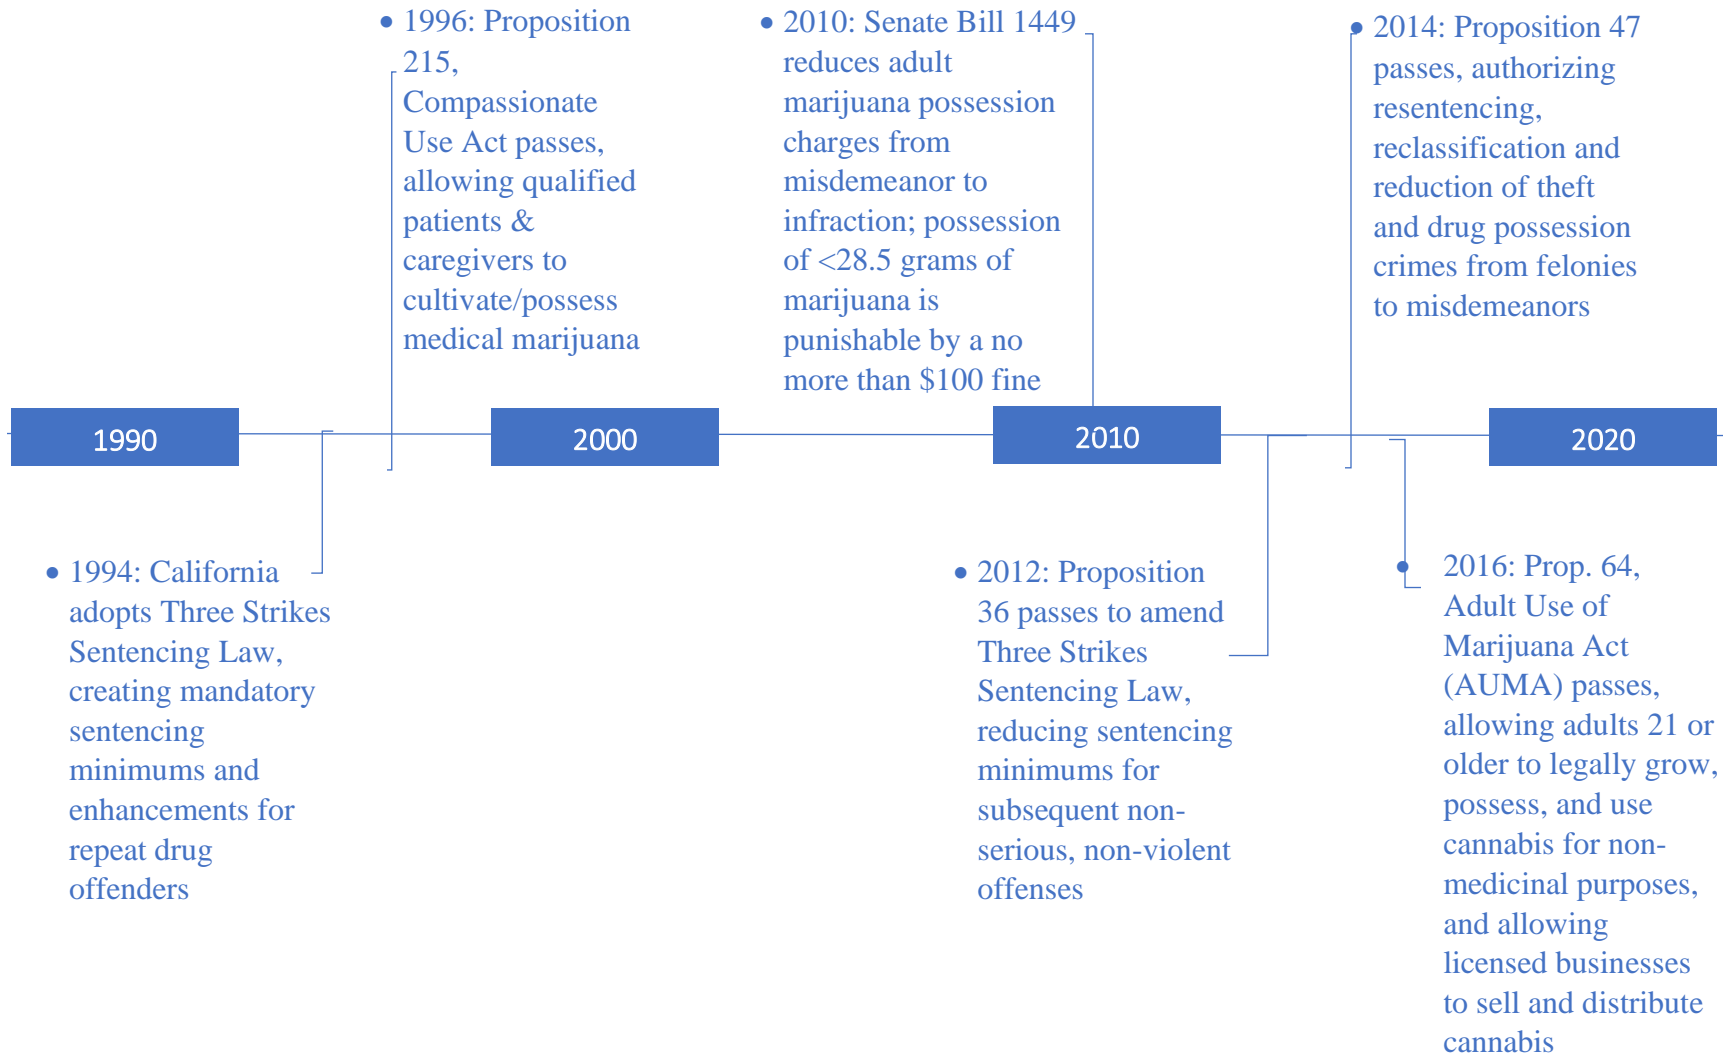 • 1996: Proposition
215,
Compassionate
Use Act passes,
allowing qualified
patients &
caregivers to
cultivate/possess
medical marijuana
• 2010: Senate Bill 1449
reduces adult
marijuana possession
charges from
misdemeanor to
infraction; possession
of <28.5 grams of
marijuana is
punishable by a no
more than $100 fine
• 2014: Proposition 47
passes, authorizing
resentencing,
reclassification and
reduction of theft
and drug possession
crimes from felonies
to misdemeanors
1990
2000
2010
2020
• 1994: California
adopts Three Strikes
Sentencing Law,
creating mandatory
sentencing
minimums and
enhancements for
repeat drug
offenders
• 2012: Proposition
36 passes to amend
Three Strikes
Sentencing Law,
reducing sentencing
minimums for
subsequent non-
serious, non-violent
offenses
• 2016: Prop. 64,
Adult Use of
Marijuana Act
(AUMA) passes,
allowing adults 21 or
older to legally grow,
possess, and use
cannabis for non-
medicinal purposes,
and allowing
licensed businesses
to sell and distribute
cannabis